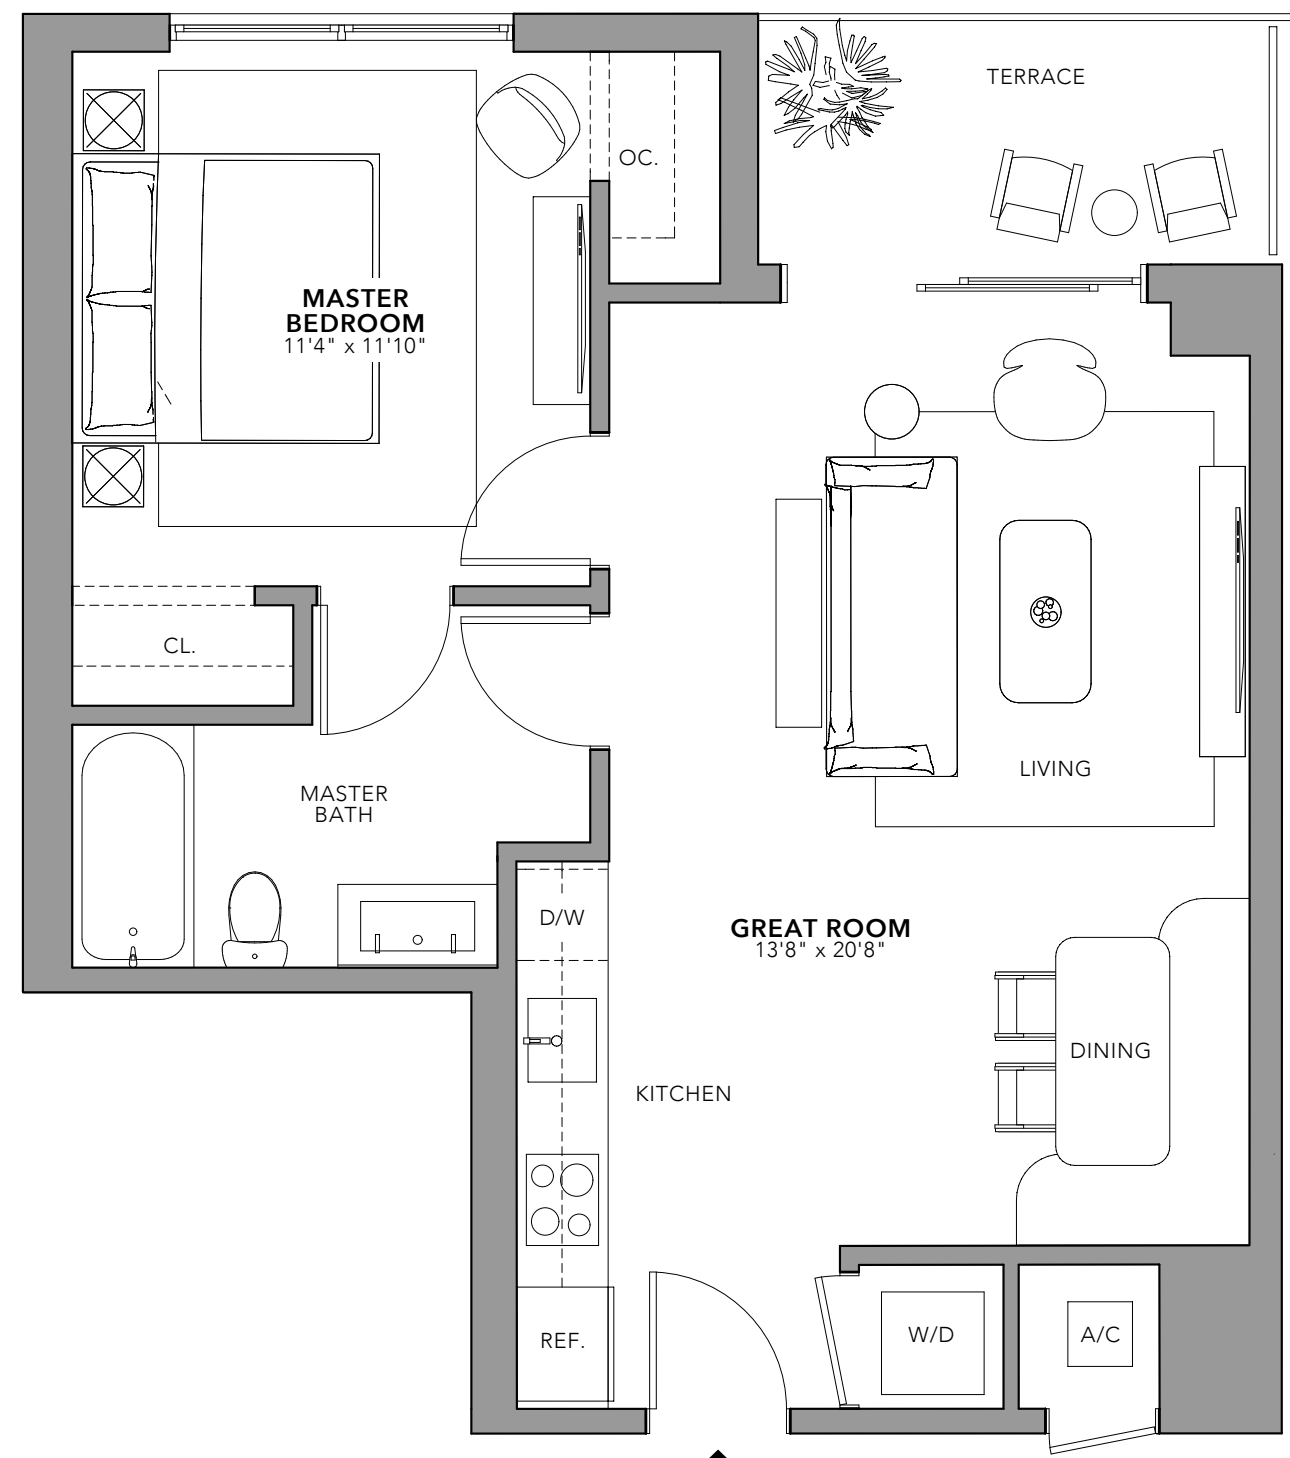 TERRACE
OC.
MASTER
BEDROOM
11'4" x 11'10"
CL.
LIVING
MASTER
BATH
D/W
GREAT ROOM
13'8" x 20'8"
DINING
KITCHEN
REF.
W/D
A/C